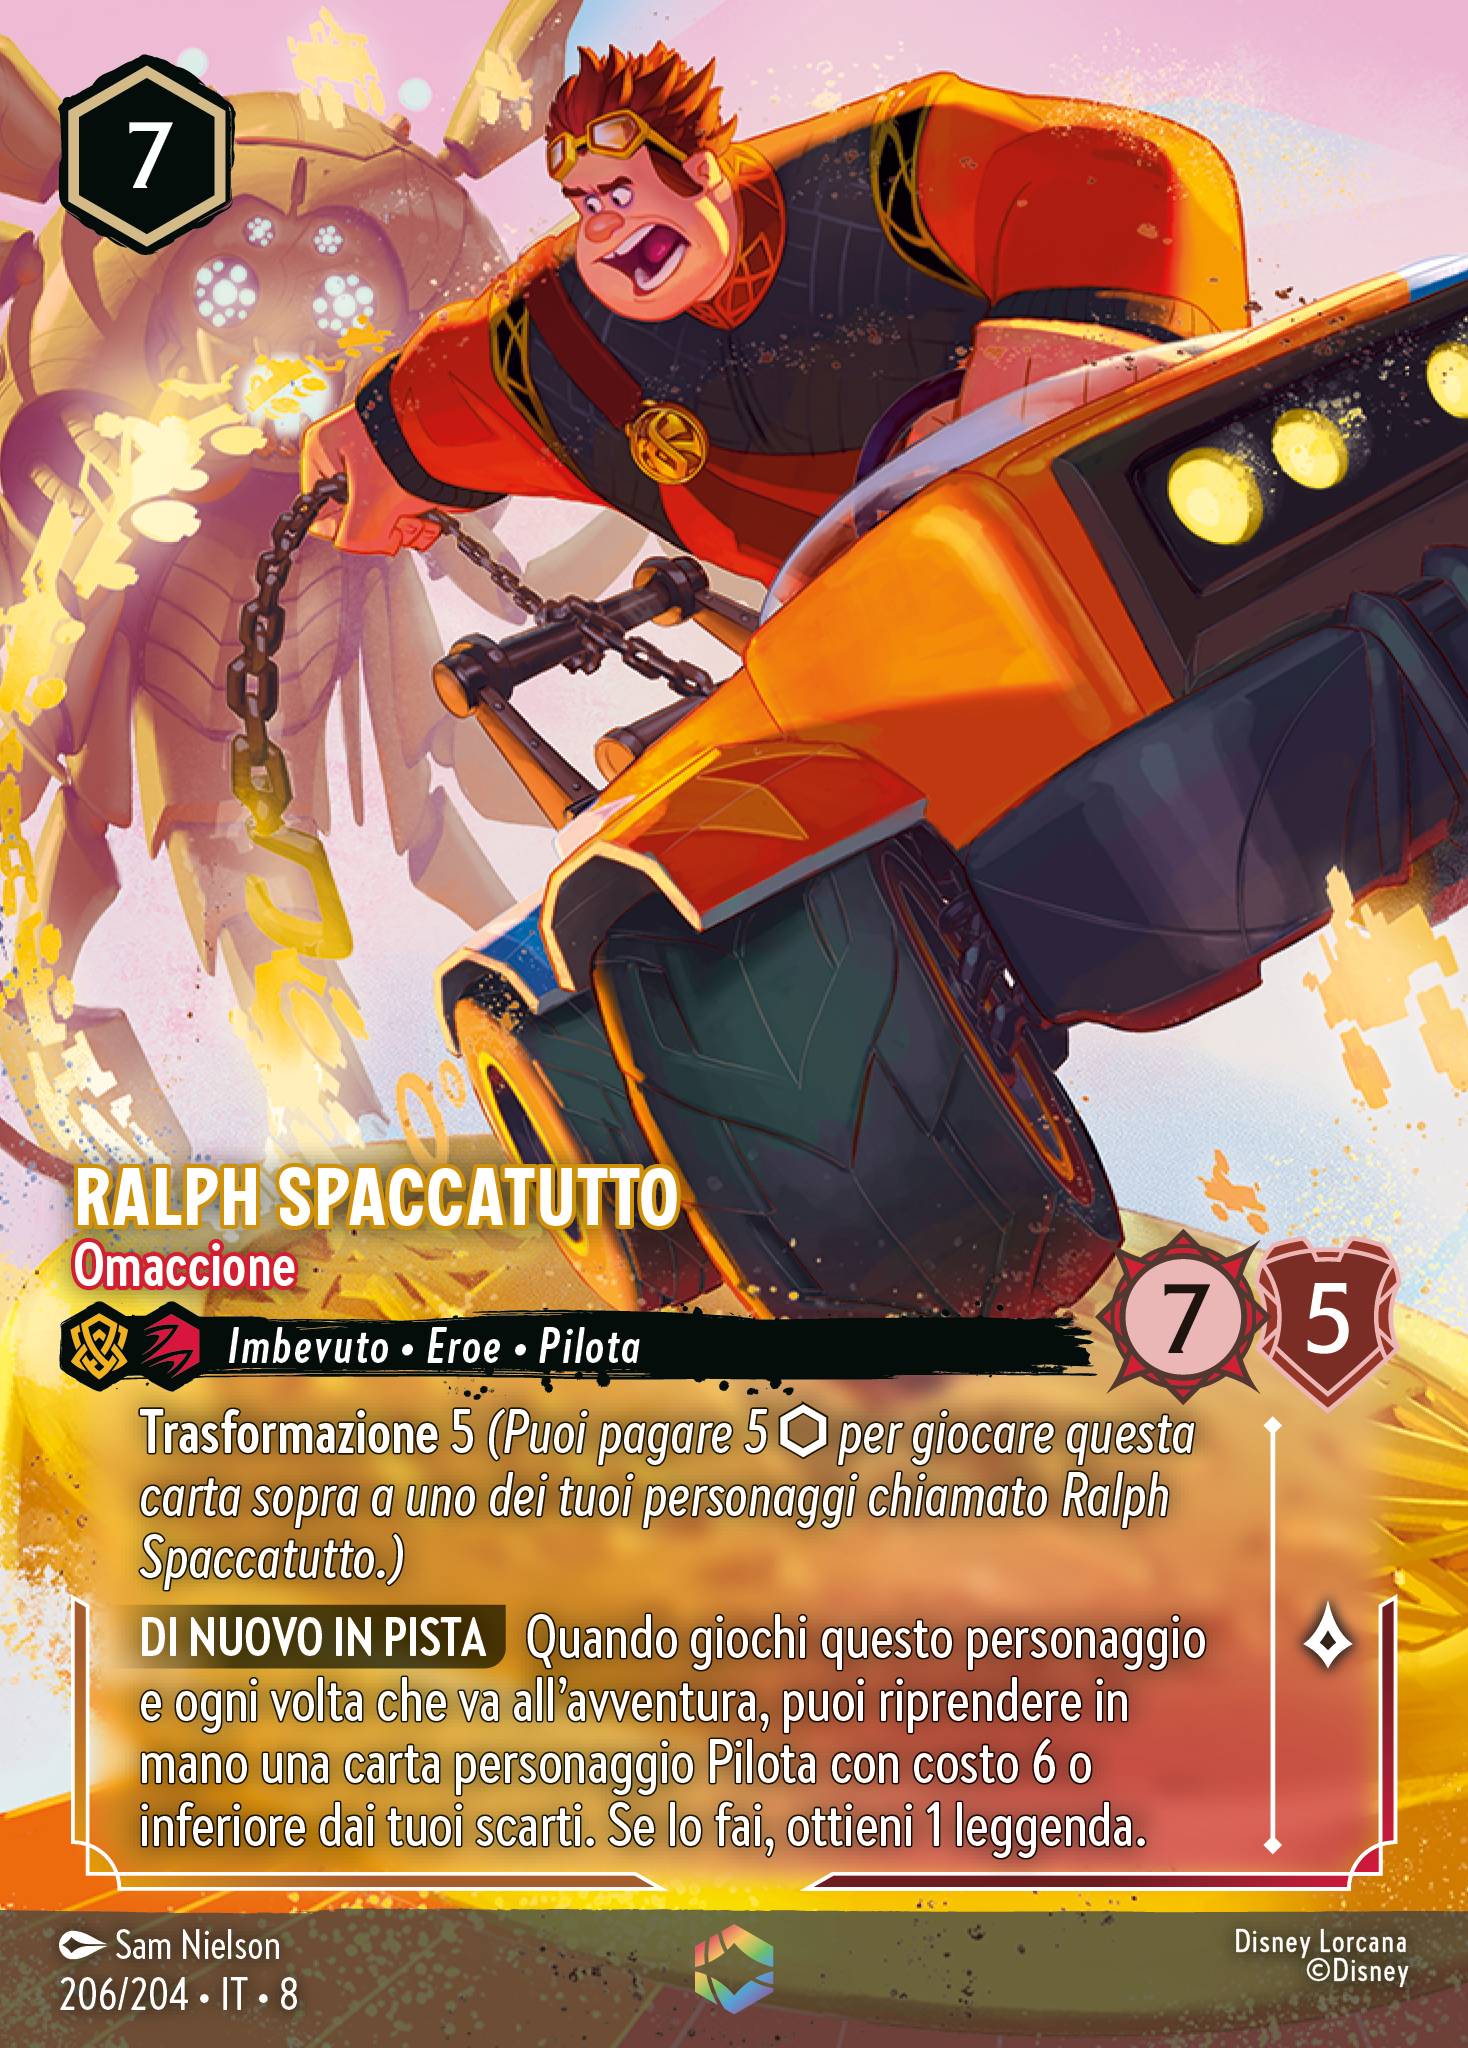 7
RALPH SPACCATUTTO
Omaccione
Imbevuto • Eroe • Pilota
7 5
Trasformazione 5 (Puoi pagare 5 ⬡ per giocare questa
carta sopra a uno dei tuoi personaggi chiamato Ralph
Spaccatutto.)
DI NUOVO IN PISTA Quando giochi questo personaggio
e ogni volta che va all’avventura, puoi riprendere in
mano una carta personaggio Pilota con costo 6 o
inferiore dai tuoi scarti. Se lo fai, ottieni 1 leggenda.
Sam Nielson
206/204 • IT • 8
Disney Lorcana
©Disney